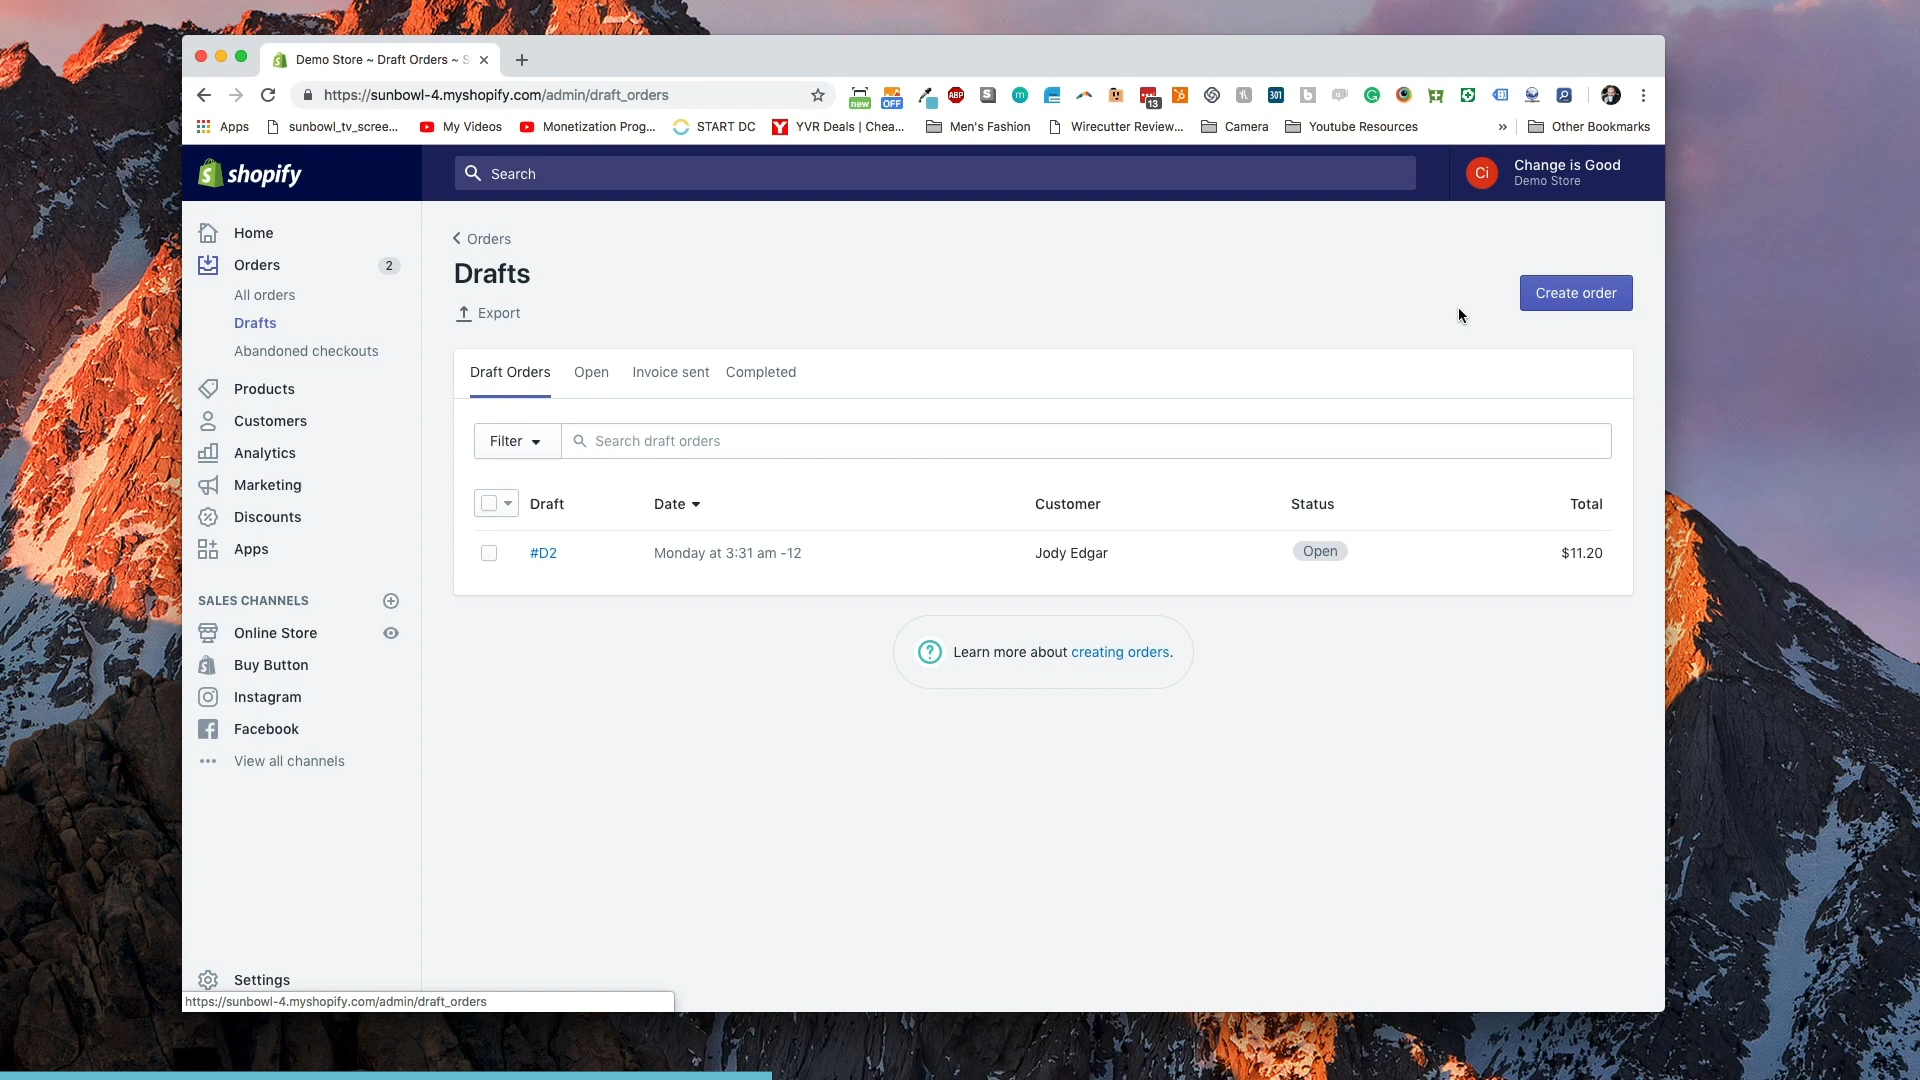 Demo Store ~ Draft Orders ~ S
https://sunbowl-4.myshopify.com/admin/draft_orders
new
OFF
ABP
13
301
Apps
sunbowl_tv_scree...
My Videos
Monetization Prog...
START DC
YVR Deals | Chea...
Men's Fashion
Wirecutter Review...
Camera
Youtube Resources
»
Other Bookmarks
shopify
Search
Ci
Change is Good
Demo Store
Home
Orders
2
All orders
Drafts
Abandoned checkouts
Products
Customers
Analytics
Marketing
Discounts
Apps
SALES CHANNELS
Online Store
Buy Button
Instagram
Facebook
View all channels
Settings
https://sunbowl-4.myshopify.com/admin/draft_orders
Orders
Drafts
Export
Create order
Draft Orders
Open
Invoice sent
Completed
Filter
Search draft orders
Draft
Date
Customer
Status
Total
#D2
Monday at 3:31 am -12
Jody Edgar
Open
$11.20
Learn more about creating orders.